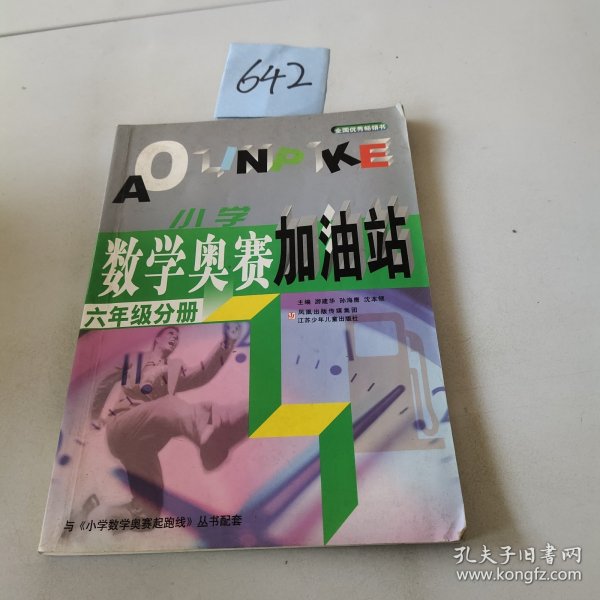 642
全国优秀畅销书
AOLINPIKE
小学
数学奥赛加油站
六年级分册
主编 游建华 孙海鹰 沈本领
凤凰出版传媒集团
江苏少年儿童出版社
与《小学数学奥赛起跑线》丛书配套
孔夫子旧书网
www.kongfz.com